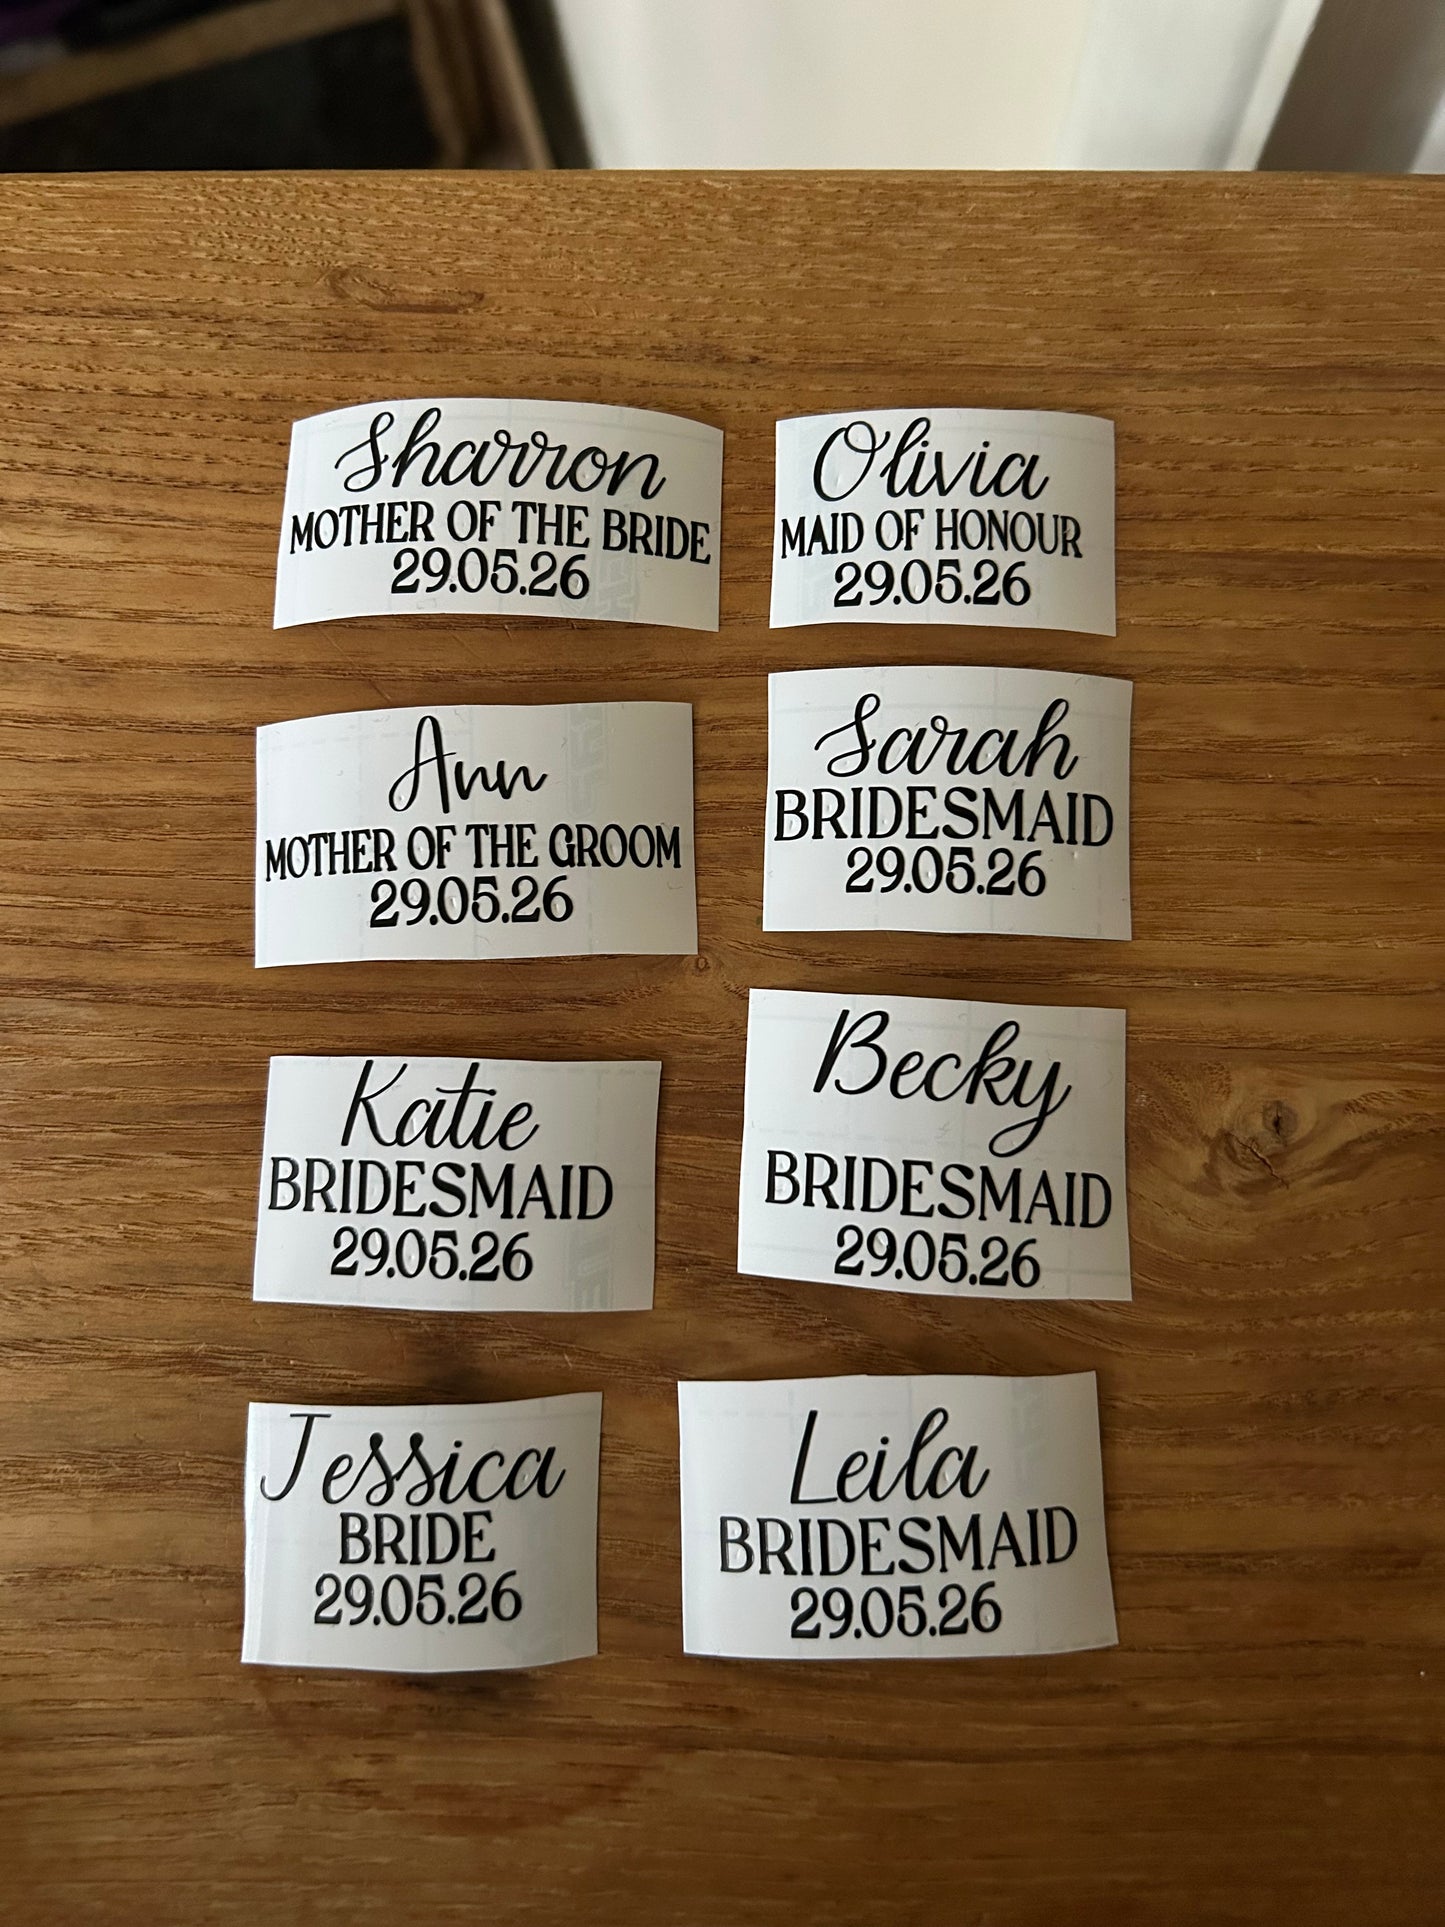 Sharron
MOTHER OF THE BRIDE
29.05.26
Olivia
MAID OF HONOUR
29.05.26
Ann
MOTHER OF THE GROOM
29.05.26
Sarah
BRIDESMAID
29.05.26
Katie
BRIDESMAID
29.05.26
Becky
BRIDESMAID
29.05.26
Jessica
BRIDE
29.05.26
Leila
BRIDESMAID
29.05.26